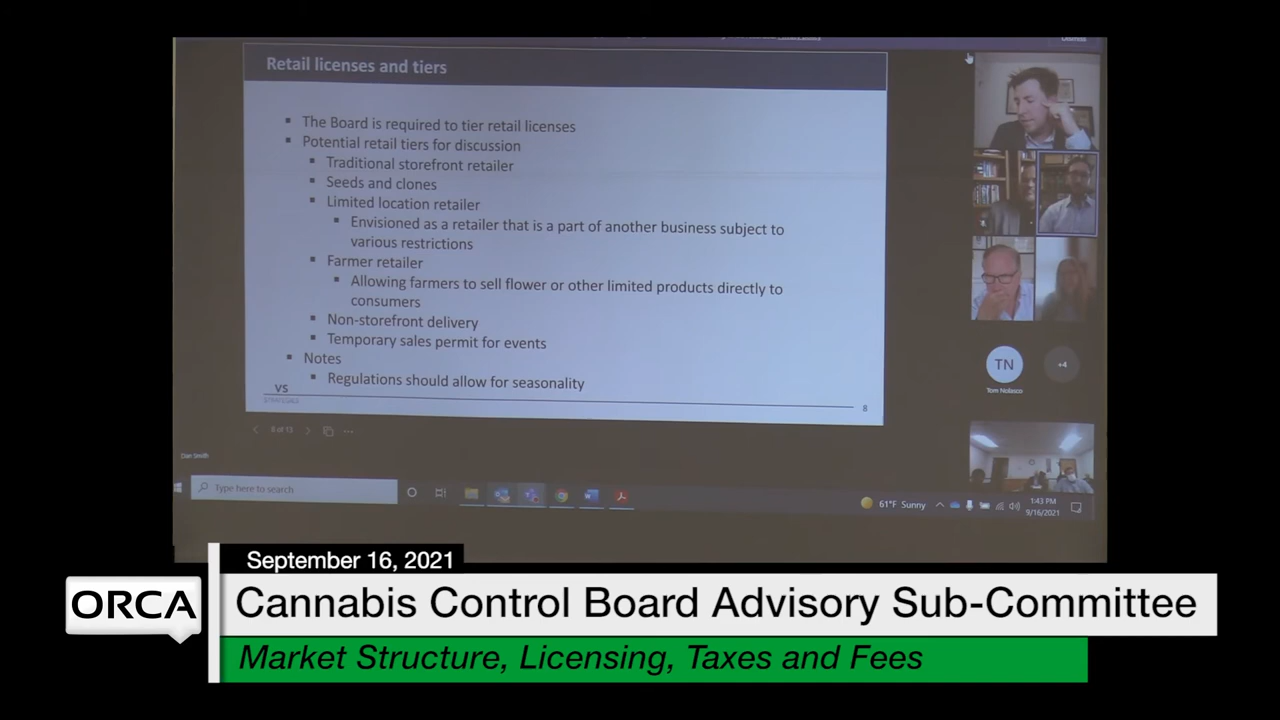 Retail licenses and tiers
The Board is required to tier retail licenses
Potential retail tiers for discussion
Traditional storefront retailer
Seeds and clones
Limited location retailer
Envisioned as a retailer that is a part of another business subject to
various restrictions
Farmer retailer
Allowing farmers to sell flower or other limited products directly to
consumers
Non-storefront delivery
Temporary sales permit for events
Notes
Regulations should allow for seasonality
VS
8
TN
+4
Tom Nolasco
Dan Smith
Type here to search
61°F Sunny
1:43 PM
9/16/2021
September 16, 2021
ORCA
Cannabis Control Board Advisory Sub-Committee
Market Structure, Licensing, Taxes and Fees